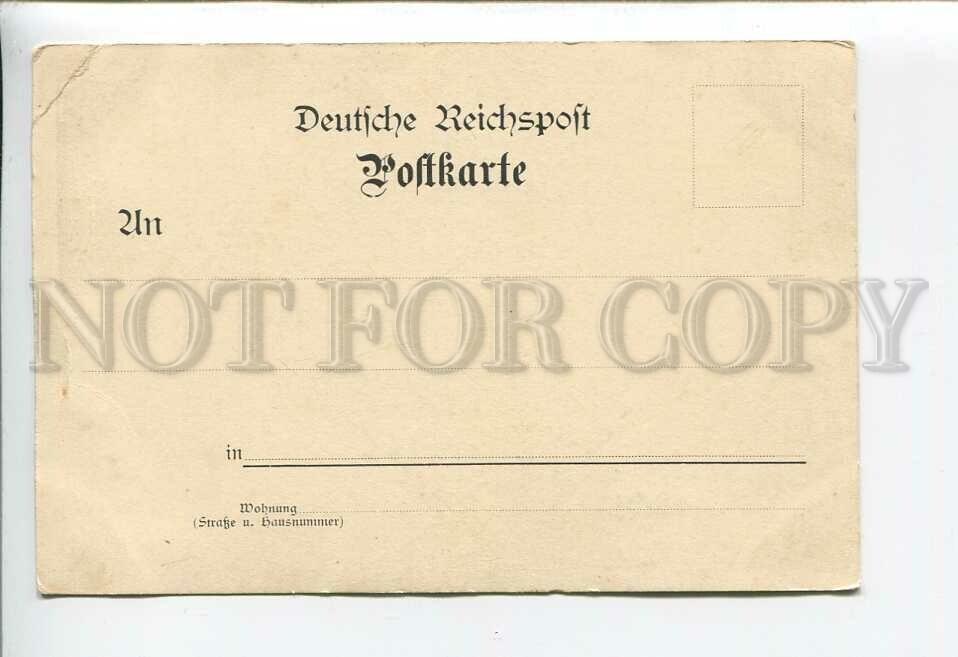 Deutſche Reichspoſt
Poſtkarte
An
NOT FOR COPY
in
Wohnung
(Straße u. Hausnummer)